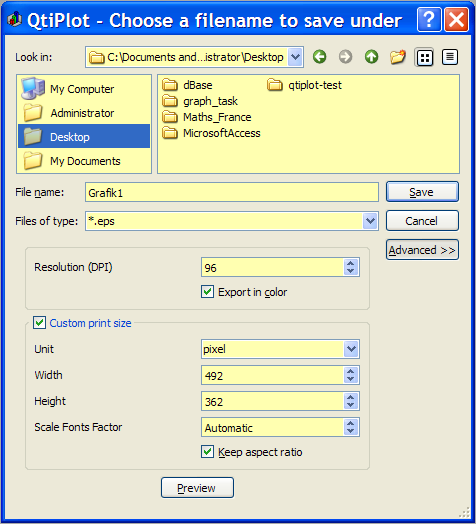 QtiPlot - Choose a filename to save under
Look in: C:\Documents and...istrator\Desktop
My Computer
Administrator
Desktop
My Documents
dBase
graph_task
Maths_France
MicrosoftAccess
qtiplot-test
File name: Grafik1 Save
Files of type: *.eps Cancel
Advanced >>
Resolution (DPI) 96
Export in color
Custom print size
Unit pixel
Width 492
Height 362
Scale Fonts Factor Automatic
Keep aspect ratio
Preview